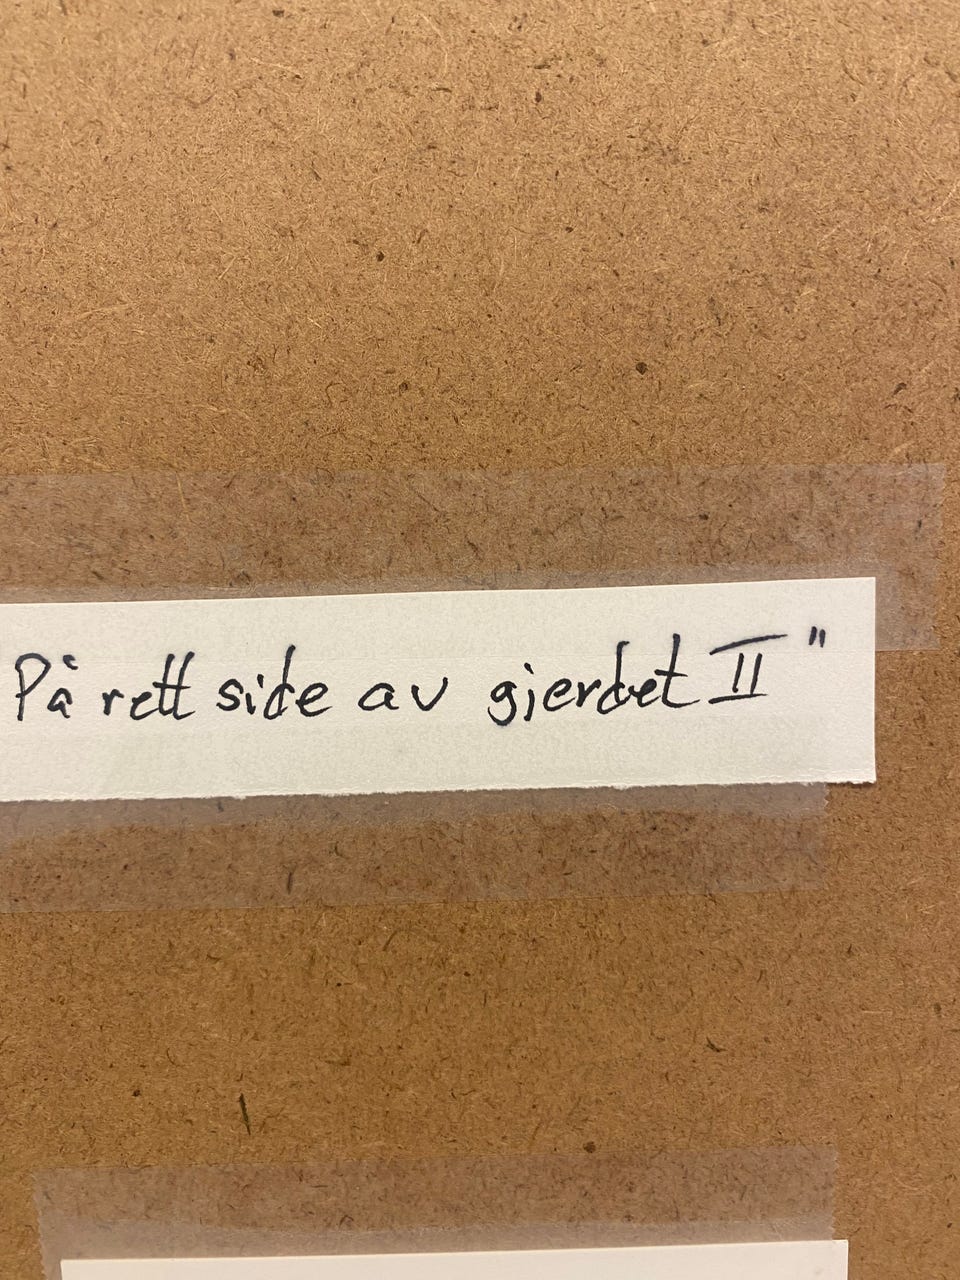 På rett side av gjerdet II"